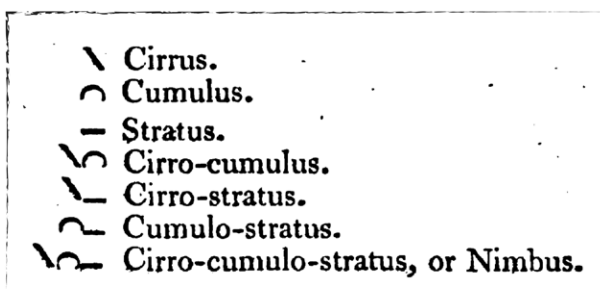 Cirrus.
Cumulus.
Stratus.
Cirro-cumulus.
Cirro-stratus.
Cumulo-stratus.
Cirro-cumulo-stratus, or Nimbus.